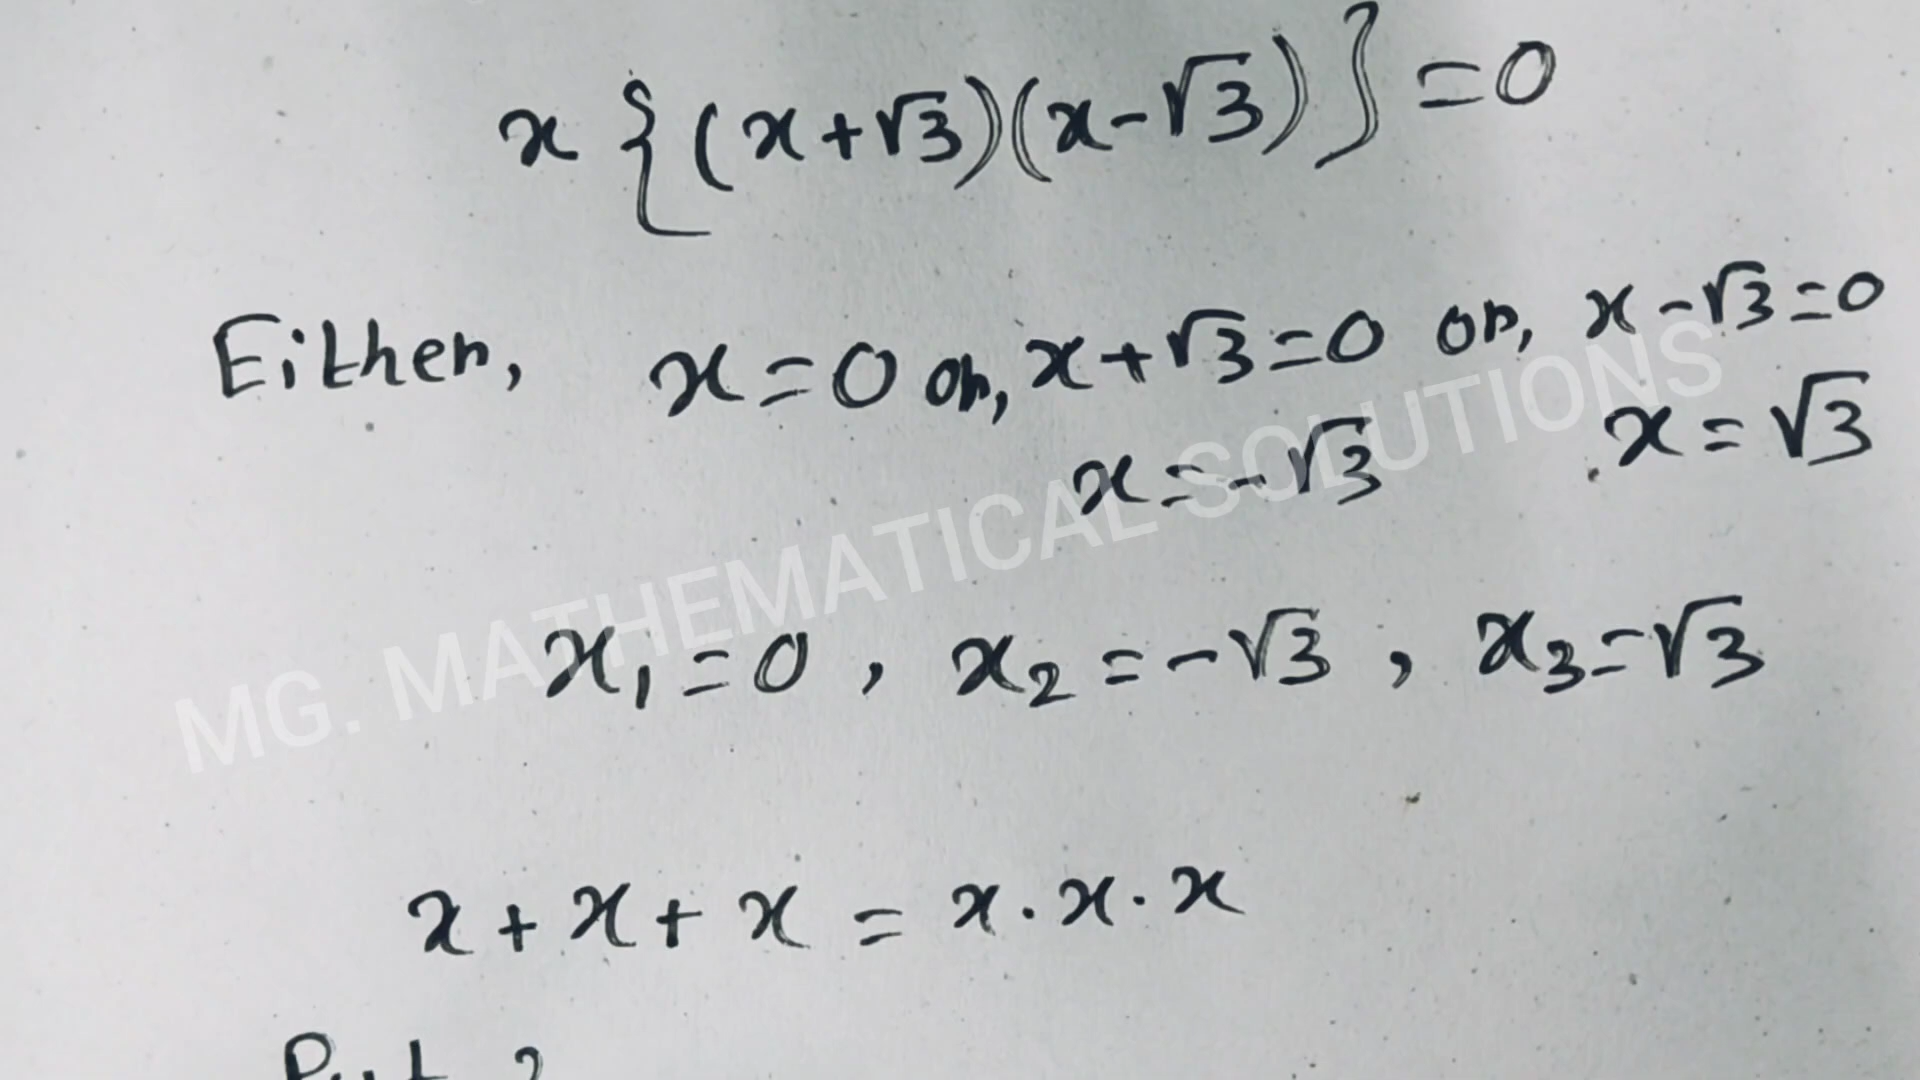 x{(x+√3)(x-√3)}=0
Either, x=0 or, x+√3=0 or, x-√3=0
x=-√3 x=√3
MG. MATHEMATICAL SOLUTIONS
x₁=0, x₂=-√3, x₃=√3
x+x+x=x·x·x